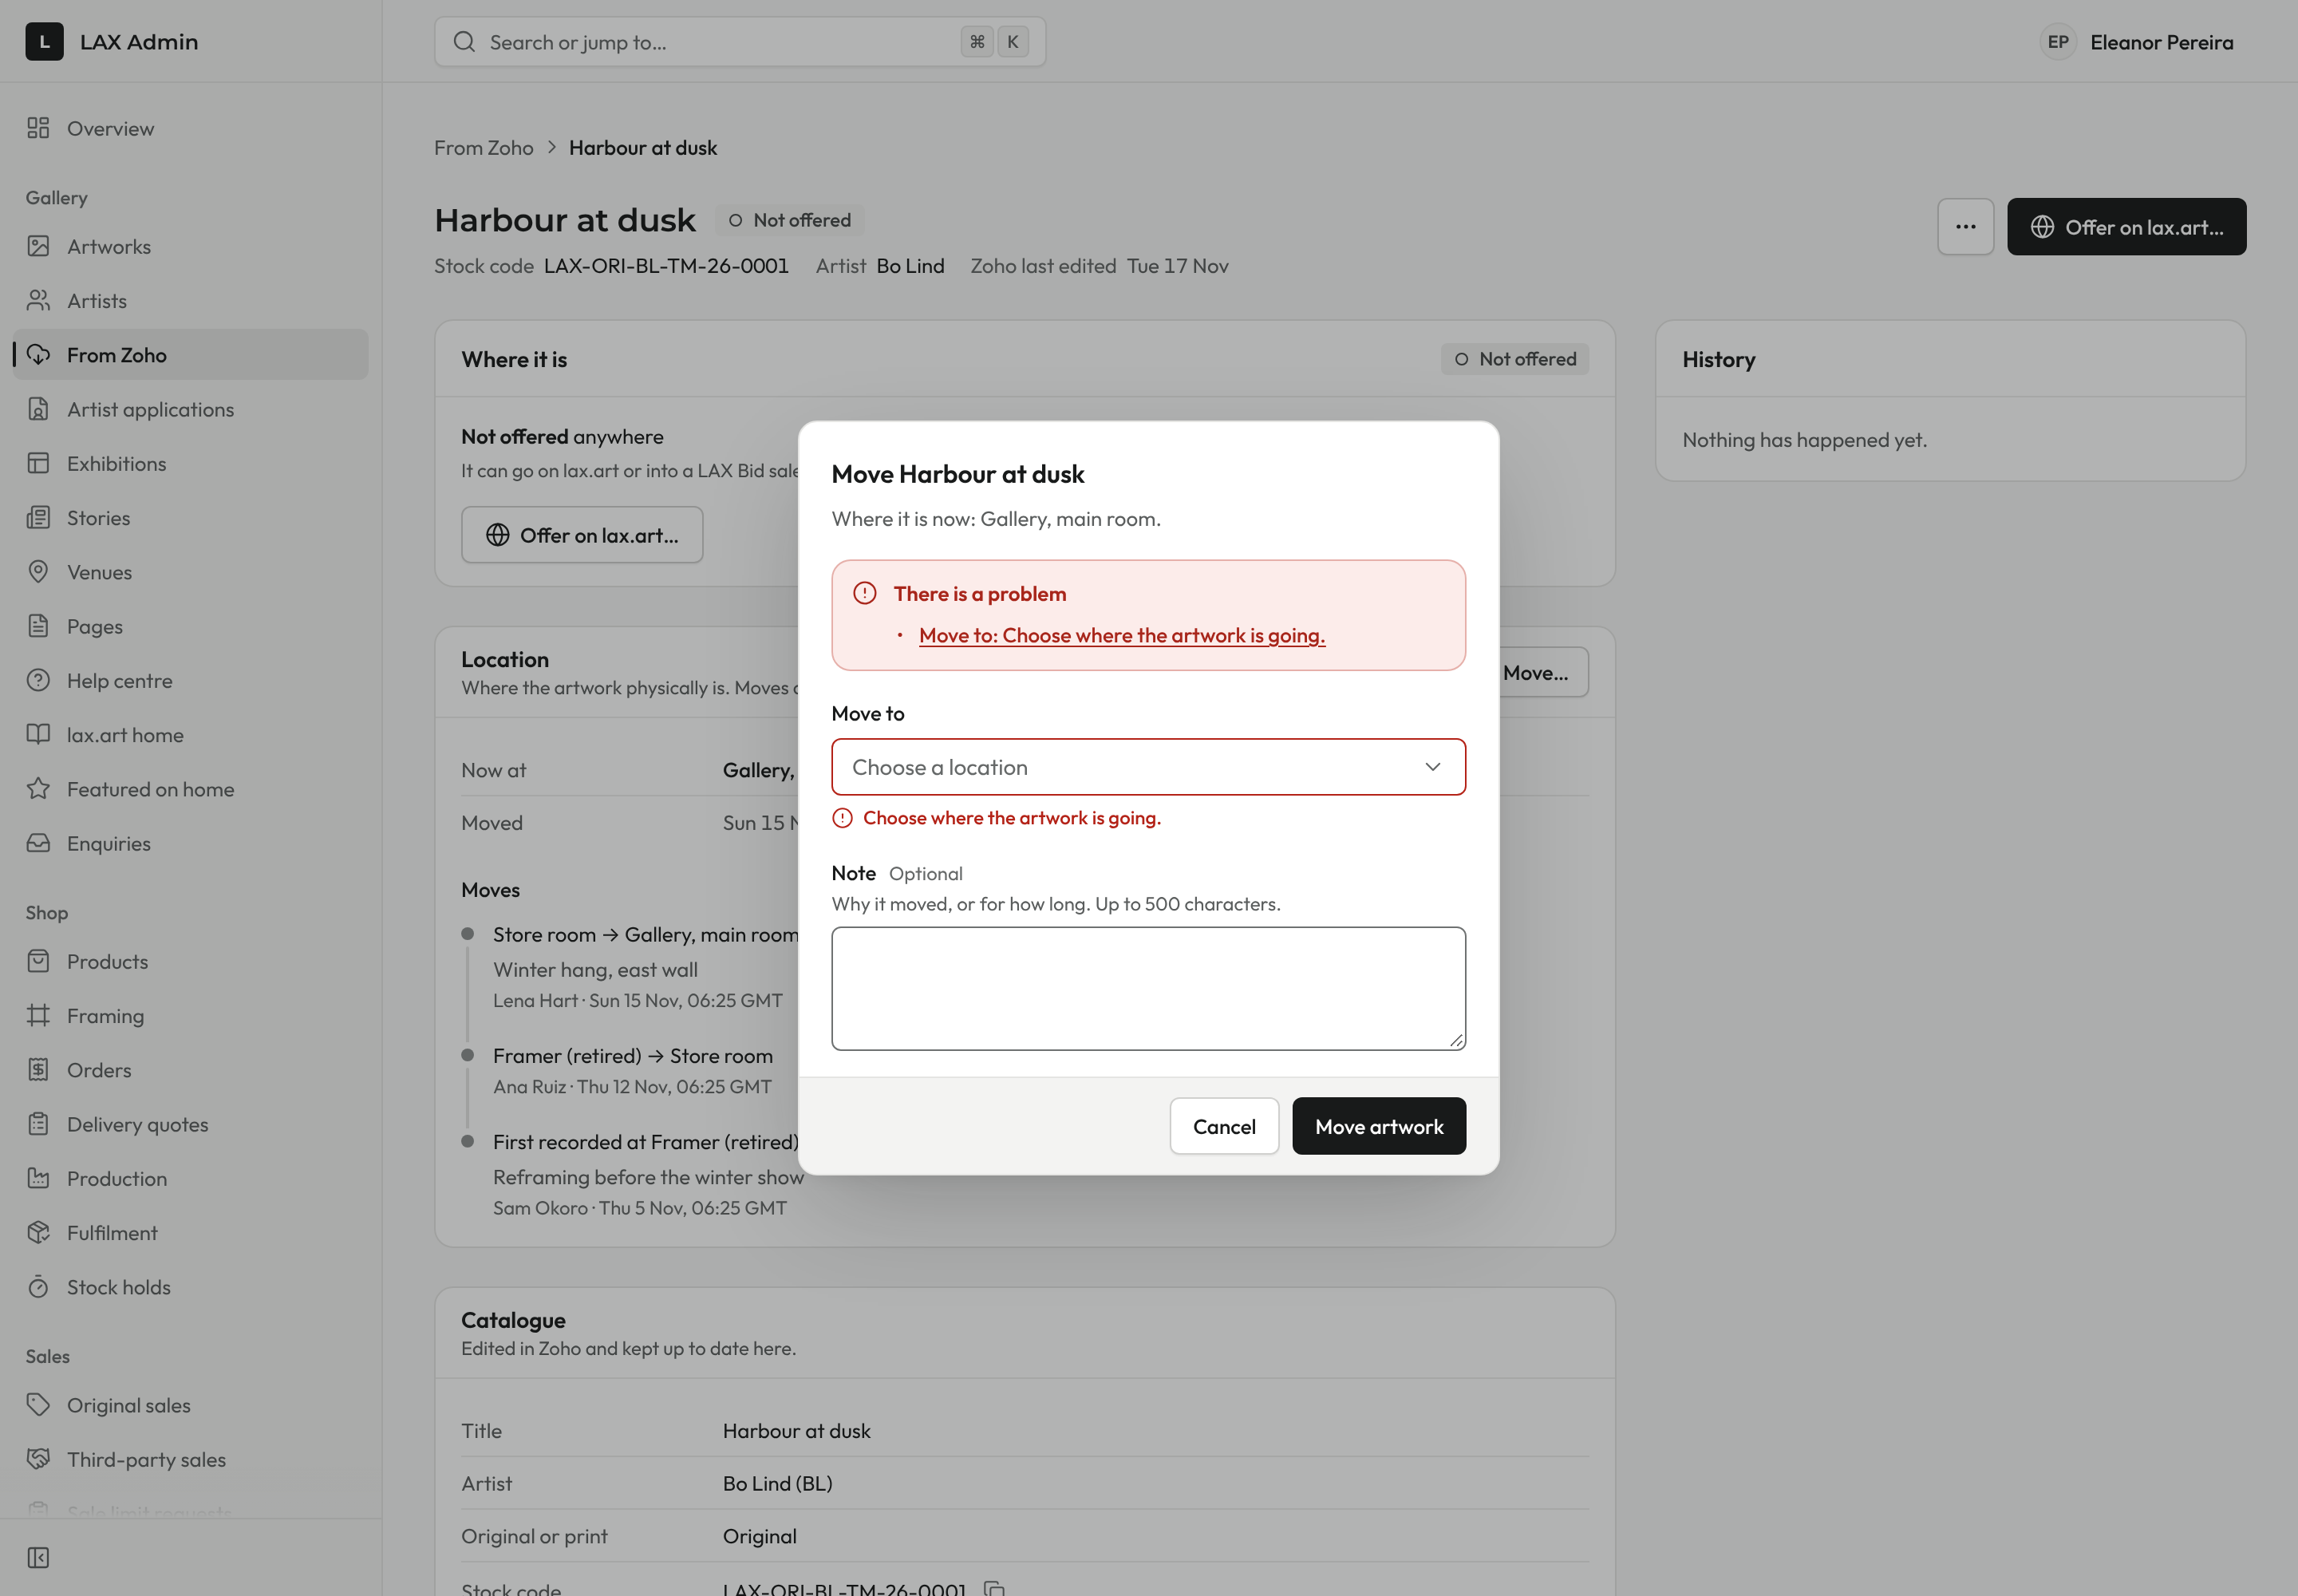 L LAX Admin
Search or jump to...
⌘ K
EP Eleanor Pereira
Overview
Gallery
Artworks
Artists
From Zoho
Artist applications
Exhibitions
Stories
Venues
Pages
Help centre
lax.art home
Featured on home
Enquiries
Shop
Products
Framing
Orders
Delivery quotes
Production
Fulfilment
Stock holds
Sales
Original sales
Third-party sales
Sale limit requests
From Zoho > Harbour at dusk
Harbour at dusk Not offered
... Offer on lax.art...
Stock code LAX-ORI-BL-TM-26-0001 Artist Bo Lind Zoho last edited Tue 17 Nov
Where it is Not offered
Not offered anywhere
It can go on lax.art or into a LAX Bid sale
Offer on lax.art...
History
Nothing has happened yet.
Location
Where the artwork physically is. Moves
Move...
Now at Gallery,
Moved Sun 15
Moves
Store room → Gallery, main room
Winter hang, east wall
Lena Hart · Sun 15 Nov, 06:25 GMT
Framer (retired) → Store room
Ana Ruiz · Thu 12 Nov, 06:25 GMT
First recorded at Framer (retired)
Reframing before the winter show
Sam Okoro · Thu 5 Nov, 06:25 GMT
Move Harbour at dusk
Where it is now: Gallery, main room.
There is a problem
• Move to: Choose where the artwork is going.
Move to
Choose a location
Choose where the artwork is going.
Note Optional
Why it moved, or for how long. Up to 500 characters.
Cancel Move artwork
Catalogue
Edited in Zoho and kept up to date here.
Title Harbour at dusk
Artist Bo Lind (BL)
Original or print Original
Stock code LAX-ORI-BL-TM-26-0001